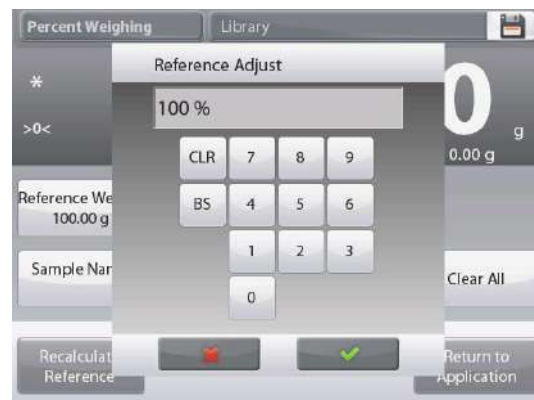 Percent Weighing
Library
Reference Adjust
100 %
*
0
>0<
g
0.00 g
CLR 7 8 9
Reference We
100.00 g
BS 4 5 6
1 2 3
Sample Nar
Clear All
0
Recalculat
Reference
Return to
Application